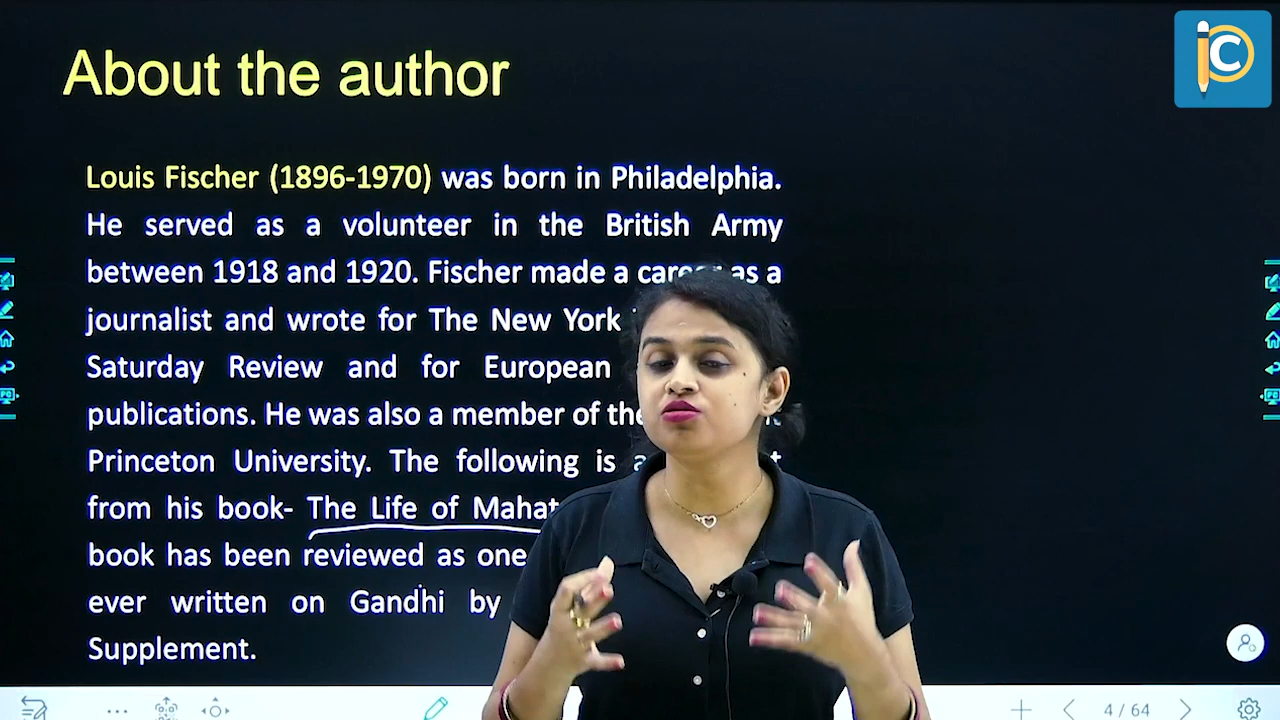 About the author
Louis Fischer (1896-1970) was born in Philadelphia.
He served as a volunteer in the British Army
between 1918 and 1920. Fischer made a career as a
journalist and wrote for The New York
Saturday Review and for European
publications. He was also a member of the
Princeton University. The following is
from his book- The Life of
book has been reviewed as one
ever written on Gandhi by
Supplement.
4 / 64